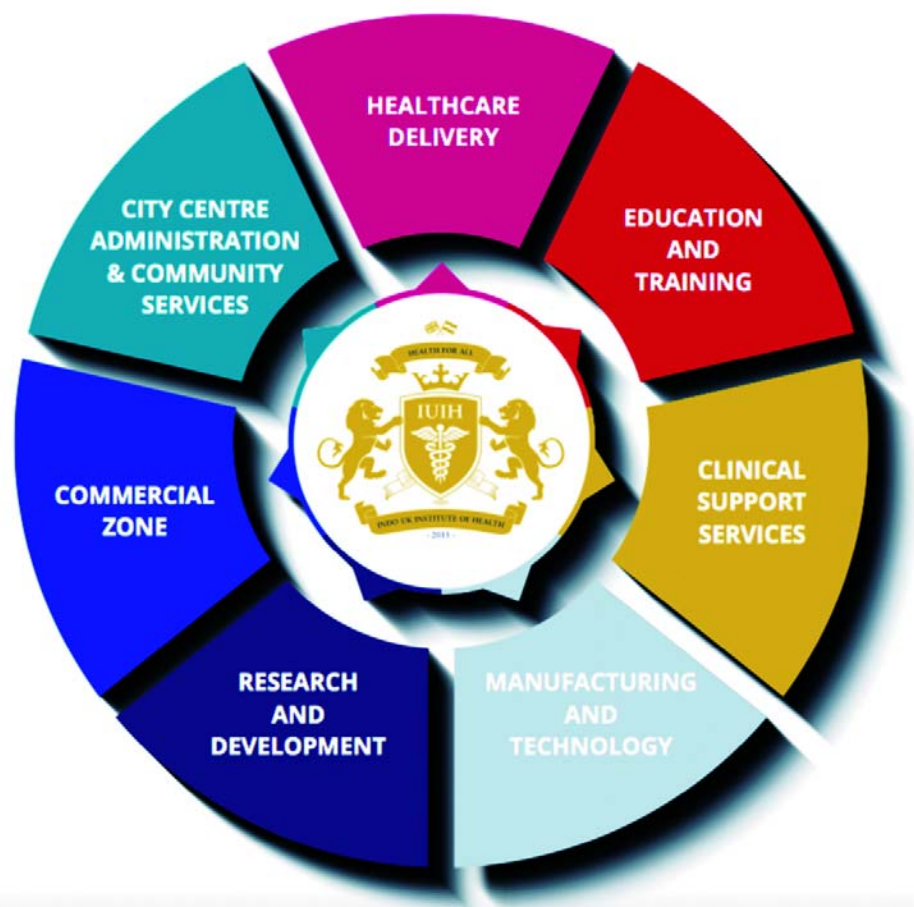 HEALTHCARE
DELIVERY
EDUCATION
AND
TRAINING
CLINICAL
SUPPORT
SERVICES
MANUFACTURING
AND
TECHNOLOGY
RESEARCH
AND
DEVELOPMENT
COMMERCIAL
ZONE
CITY CENTRE
ADMINISTRATION
& COMMUNITY
SERVICES
HEALTH FOR ALL
IUIH
INDO UK INSTITUTE OF HEALTH